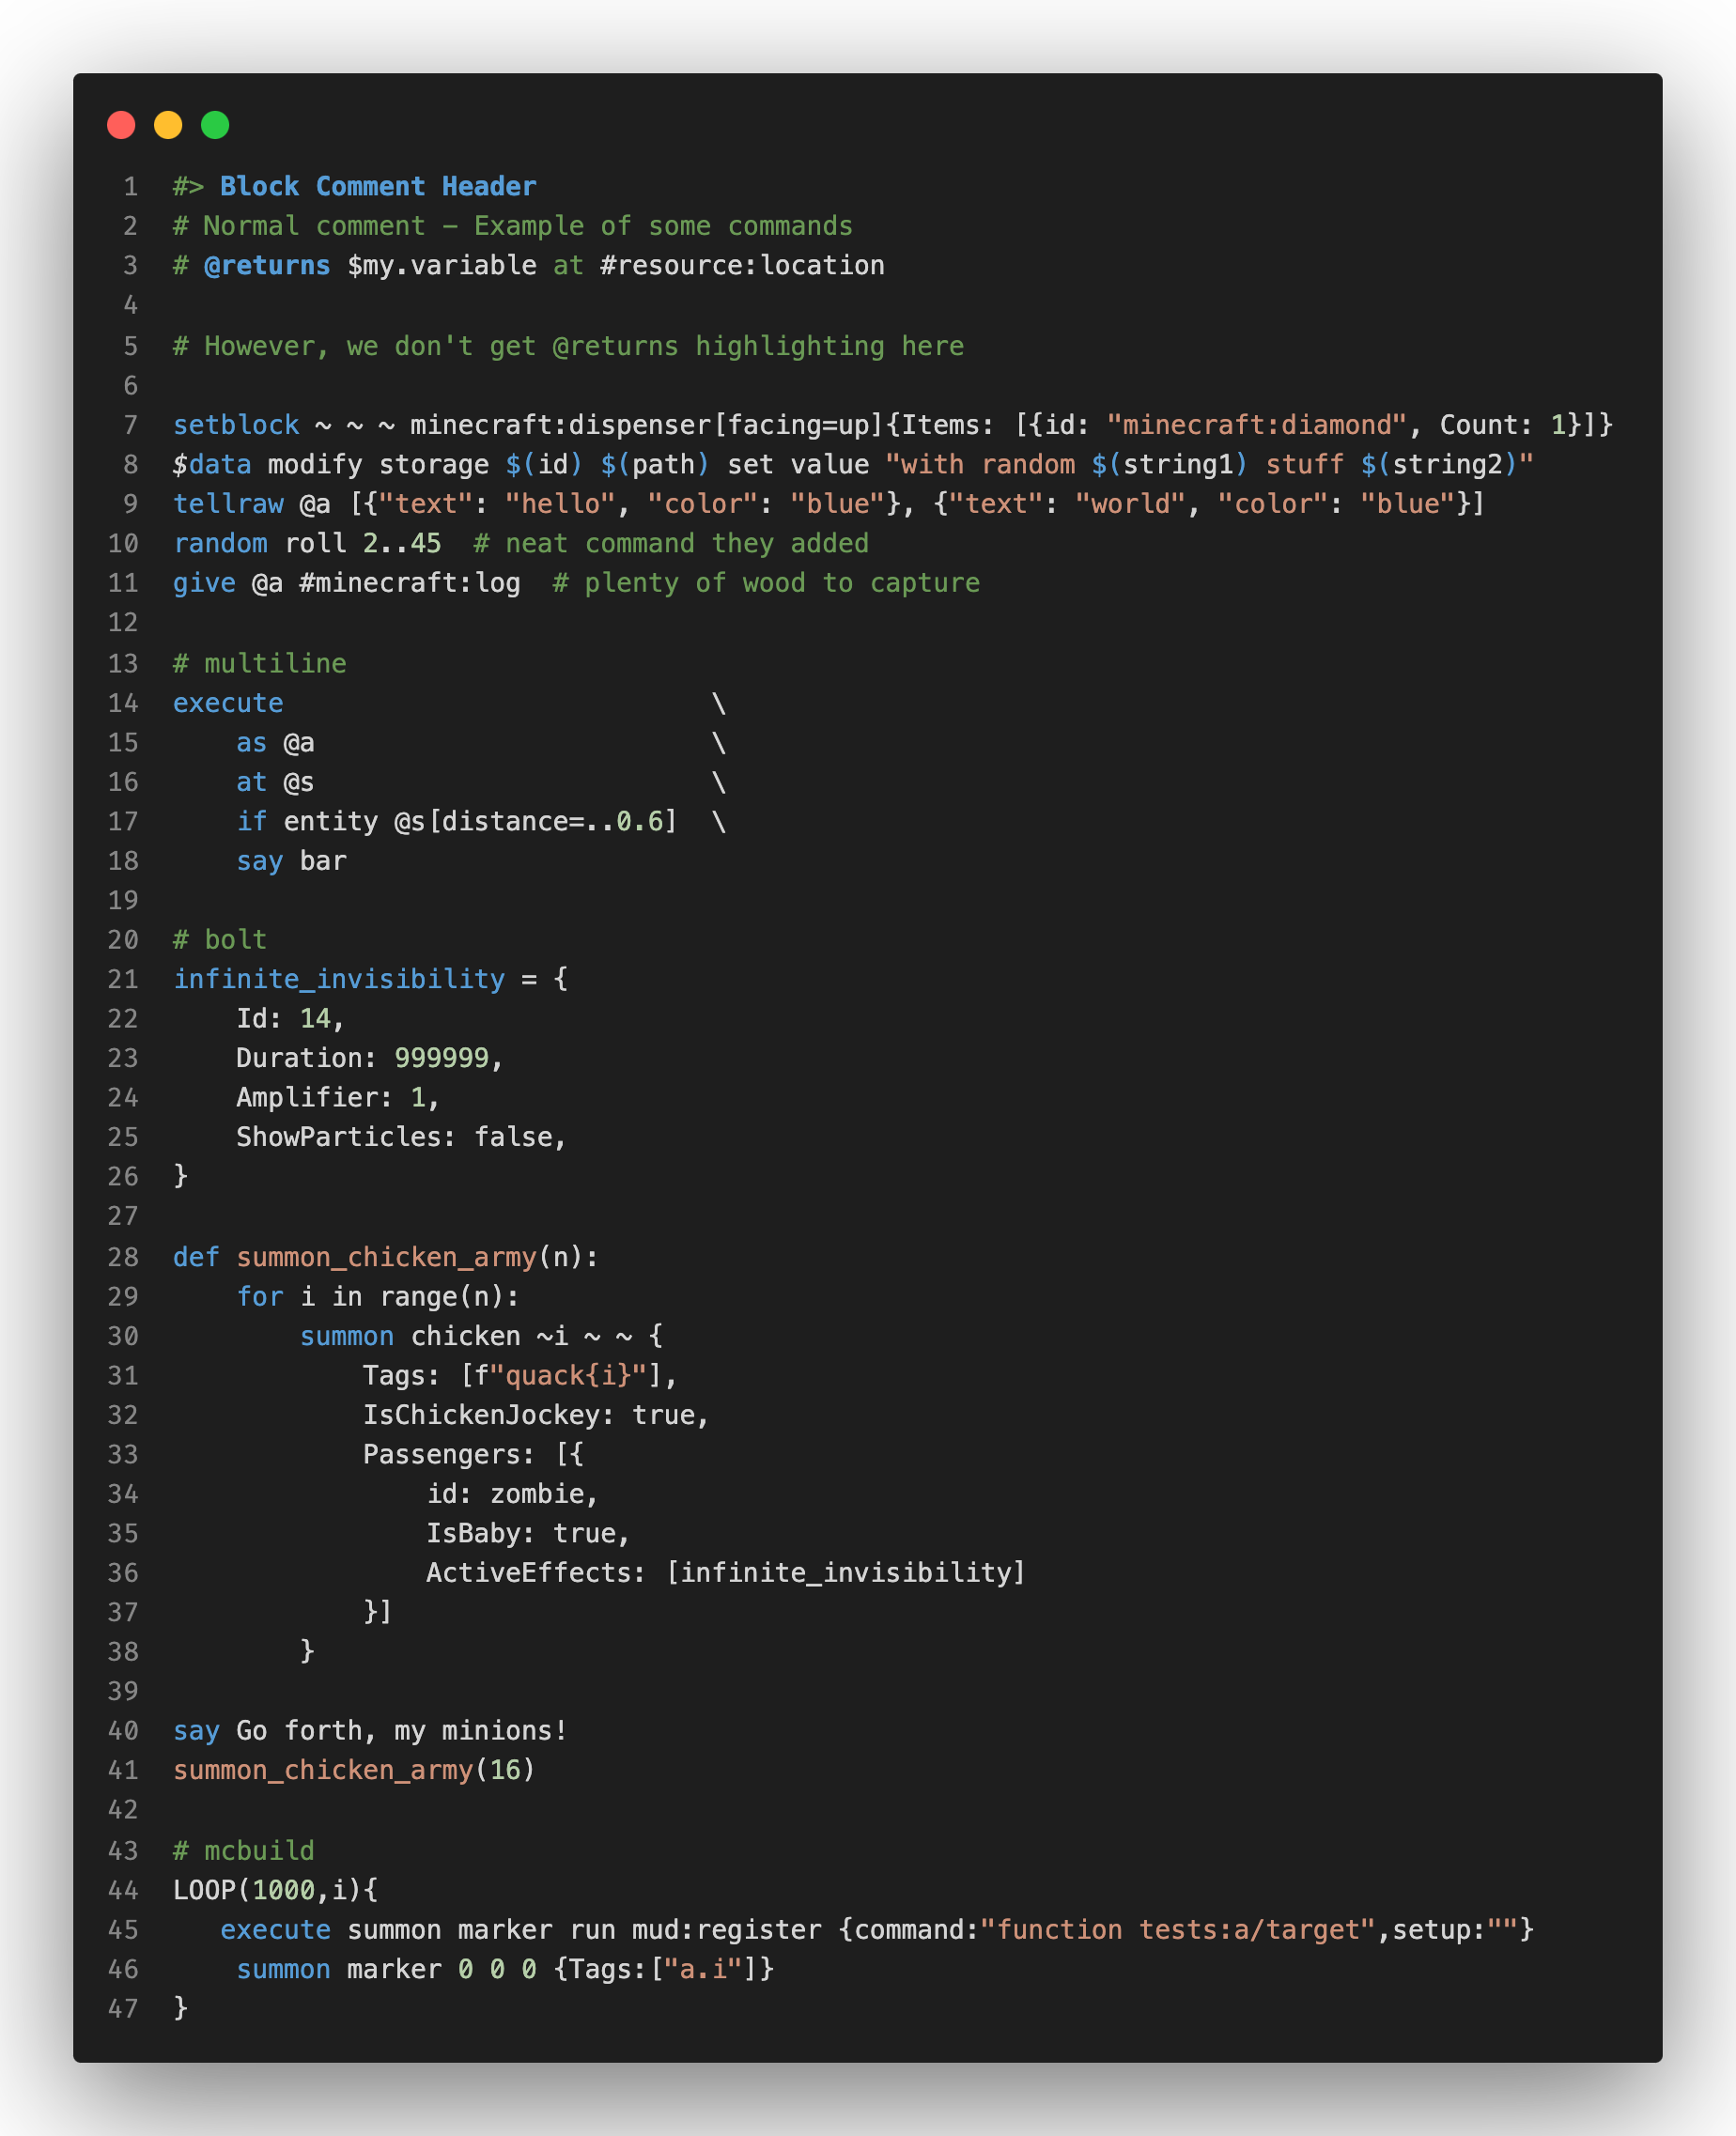 1 #> Block Comment Header
2 # Normal comment – Example of some commands
3 # @returns $my.variable at #resource:location
4
5 # However, we don't get @returns highlighting here
6
7 setblock ~ ~ ~ minecraft:dispenser[facing=up]{Items: [{id: "minecraft:diamond", Count: 1}]}
8 $data modify storage $(id) $(path) set value "with random $(string1) stuff $(string2)"
9 tellraw @a [{"text": "hello", "color": "blue"}, {"text": "world", "color": "blue"}]
10 random roll 2..45  # neat command they added
11 give @a #minecraft:log  # plenty of wood to capture
12
13 # multiline
14 execute                           \
15     as @a                         \
16     at @s                         \
17     if entity @s[distance=..0.6]  \
18     say bar
19
20 # bolt
21 infinite_invisibility = {
22     Id: 14,
23     Duration: 999999,
24     Amplifier: 1,
25     ShowParticles: false,
26 }
27
28 def summon_chicken_army(n):
29     for i in range(n):
30         summon chicken ~i ~ ~ {
31             Tags: [f"quack{i}"],
32             IsChickenJockey: true,
33             Passengers: [{
34                 id: zombie,
35                 IsBaby: true,
36                 ActiveEffects: [infinite_invisibility]
37             }]
38         }
39
40 say Go forth, my minions!
41 summon_chicken_army(16)
42
43 # mcbuild
44 LOOP(1000,i){
45    execute summon marker run mud:register {command:"function tests:a/target",setup:""}
46     summon marker 0 0 0 {Tags:["a.i"]}
47 }